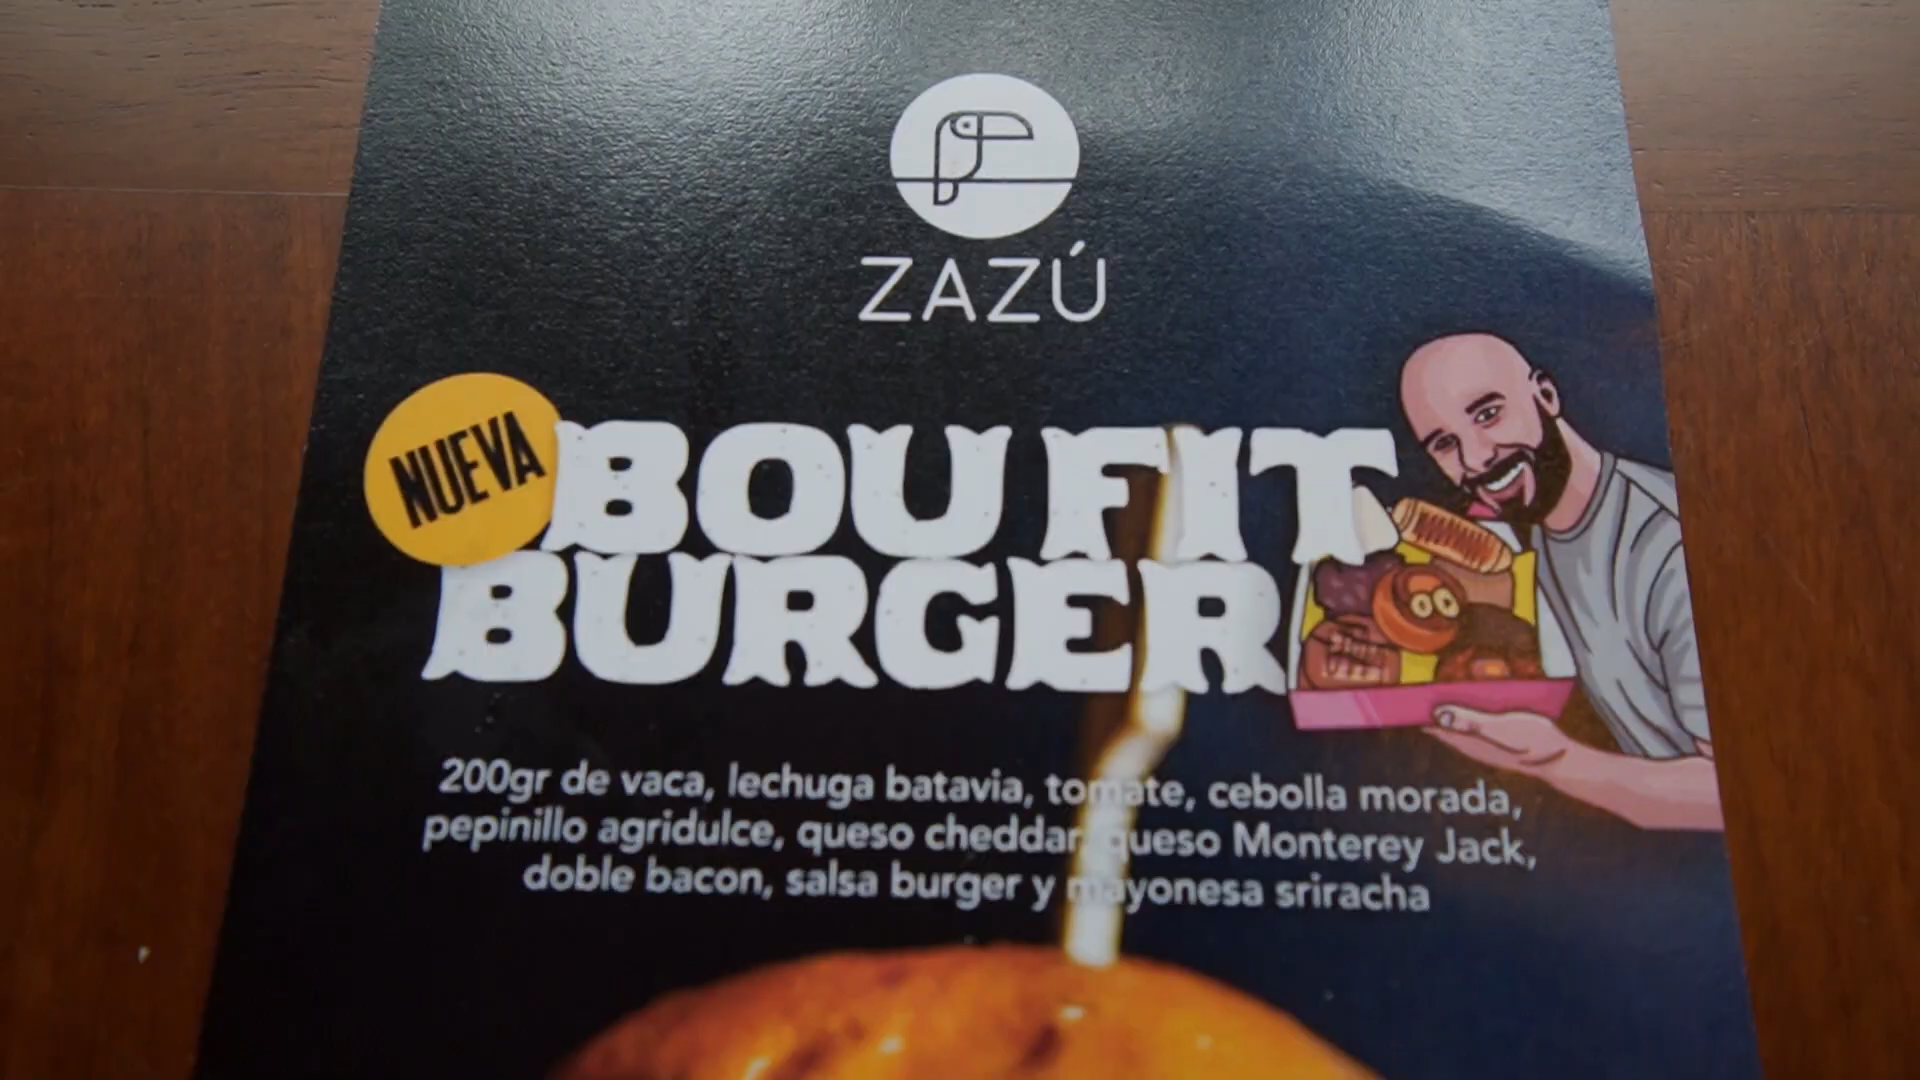 ZAZÚ
NUEVA
BOU FIT
BURGER
200gr de vaca, lechuga batavia, tomate, cebolla morada,
pepinillo agridulce, queso cheddar, queso Monterey Jack,
doble bacon, salsa burger y mayonesa sriracha